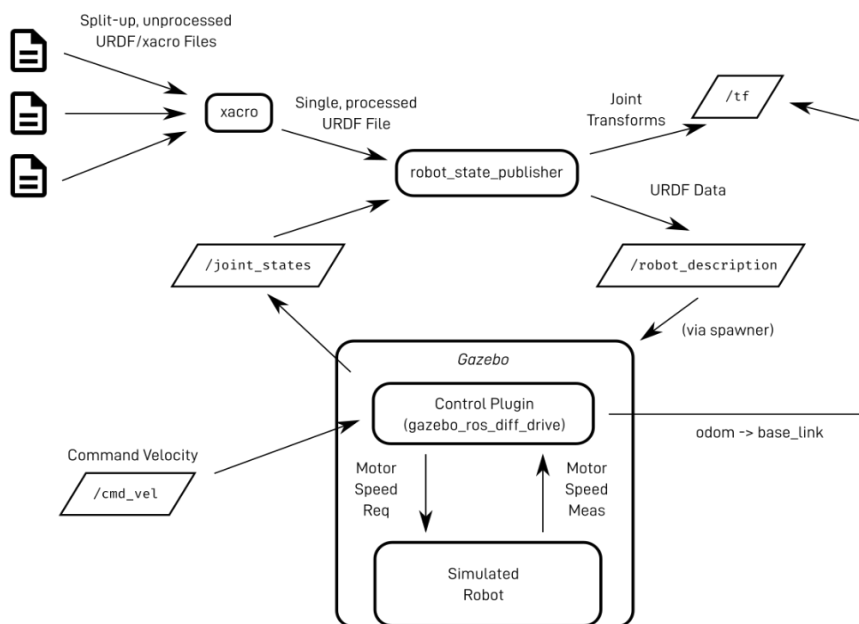 Split-up, unprocessed
URDF/xacro Files
xacro
Single, processed
URDF File
robot_state_publisher
Joint
Transforms
/tf
URDF Data
/joint_states
/robot_description
(via spawner)
Gazebo
Control Plugin
(gazebo_ros_diff_drive)
odom -> base_link
Command Velocity
/cmd_vel
Motor
Speed
Req
Motor
Speed
Meas
Simulated
Robot